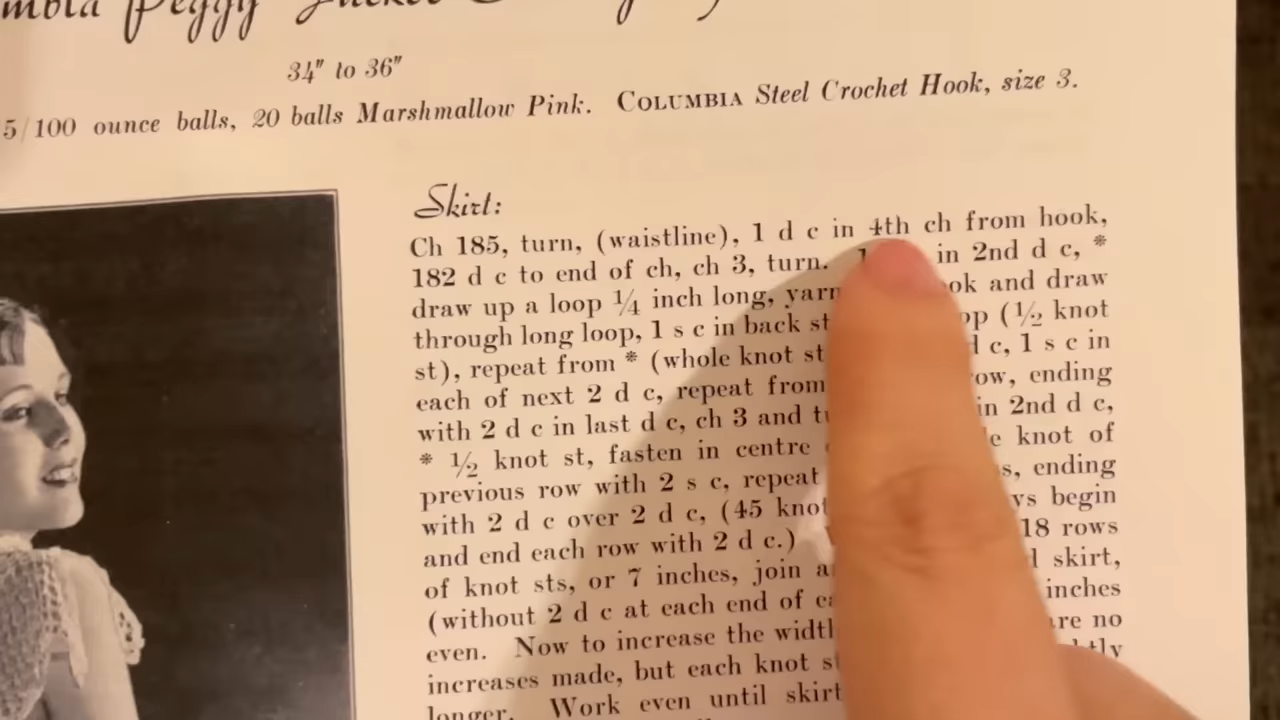 Peggy Jacket
34" to 36"
5/100 ounce balls, 20 balls Marshmallow Pink. COLUMBIA Steel Crochet Hook, size 3.
Skirt:
Ch 185, turn, (waistline), 1 d c in 4th ch from hook,
182 d c to end of ch, ch 3, turn. 1 in 2nd d c, *
draw up a loop ¼ inch long, yarn and draw
through long loop, 1 s c in back (½ knot
st), repeat from * (whole knot st c, 1 s c in
each of next 2 d c, repeat from ending
with 2 d c in last d c, ch 3 and in 2nd d c,
* ½ knot st, fasten in centre knot of
previous row with 2 s c, repeat ending
with 2 d c over 2 d c, (45 knot begin
and end each row with 2 d c.) 18 rows
of knot sts, or 7 inches, join skirt,
(without 2 d c at each end of inches
even. Now to increase the width no
increases made, but each knot
longer. Work even until skirt